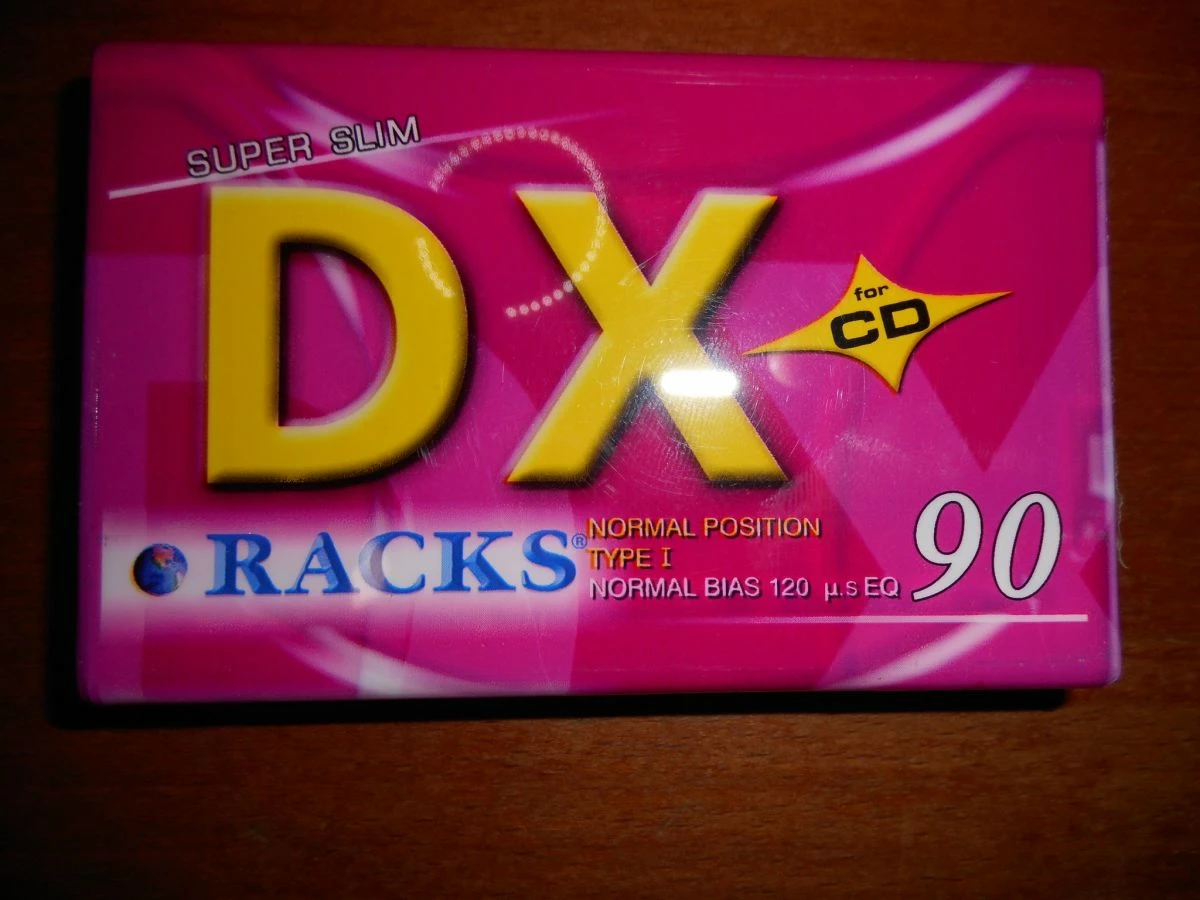 SUPER SLIM
DX
for
CD
RACKS®
NORMAL POSITION
TYPE I
NORMAL BIAS 120 µ.s EQ
90